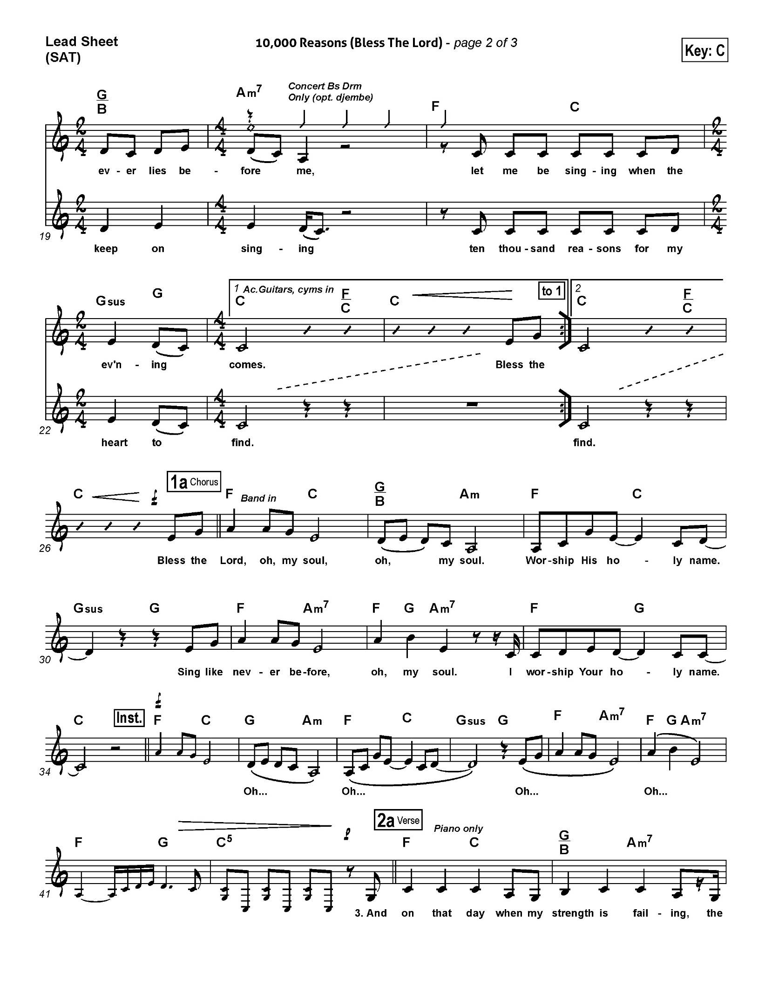 Lead Sheet
(SAT)
10,000 Reasons (Bless The Lord) - page 2 of 3
Key: C
G/B Am7 Concert Bs Drm
Only (opt. djembe)
F C
ev - er lies be - fore me, let me be sing - ing when the
19
keep on sing - ing ten thou - sand rea - sons for my
Gsus G 1 Ac.Guitars, cyms in C F/C C to 1 2 C F/C
ev'n - ing comes. Bless the
22
heart to find. find.
1a Chorus
C f F Band in C G/B Am F C
26
Bless the Lord, oh, my soul, oh, my soul. Wor - ship His ho - ly name.
Gsus G F Am7 F G Am7 F G
30
Sing like nev - er be - fore, oh, my soul. I wor - ship Your ho - ly name.
f
C Inst. F C G Am F C Gsus G F Am7 F G Am7
34
Oh... Oh... Oh... Oh...
2a Verse
Piano only
F G C5 p F C G/B Am7
41
3. And on that day when my strength is fail - ing, the